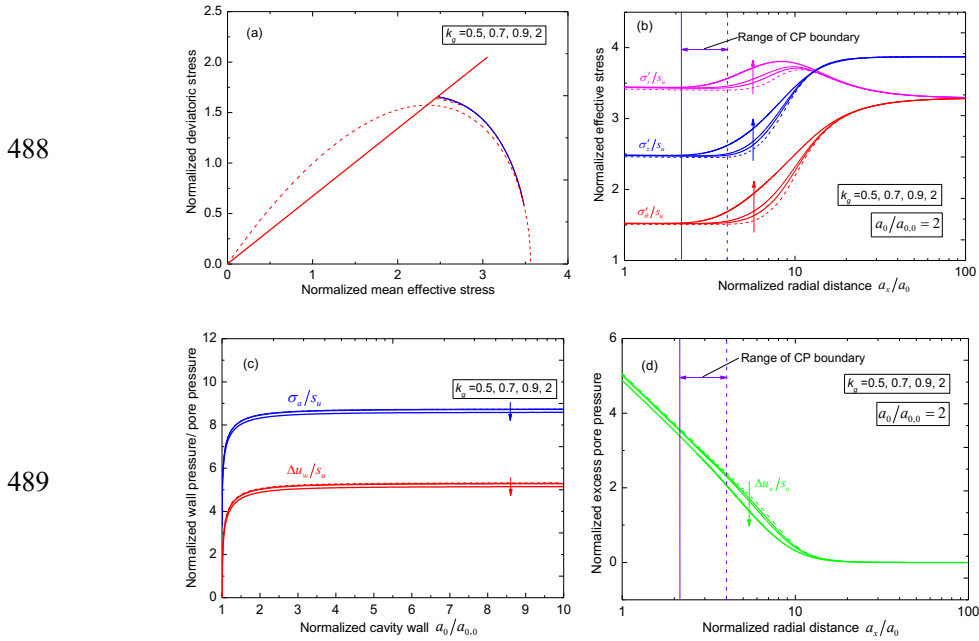 488
(a)
k_g =0.5, 0.7, 0.9, 2
Normalized deviatoric stress
2.5
2.0
1.5
1.0
0.5
0.0
0 1 2 3 4
Normalized mean effective stress
(b)
Range of CP boundary
σ'_r/s_u
σ'_z/s_u
σ'_θ/s_u
k_g =0.5, 0.7, 0.9, 2
a_0/a_{0,0} = 2
Normalized effective stress
4
3
2
1
1 10 100
Normalized radial distance a_x/a_0
489
(c)
k_g =0.5, 0.7, 0.9, 2
σ_a/s_u
Δu_w/s_u
Normalized wall pressure/ pore pressure
12
10
8
6
4
2
0
1 2 4 6 8 10
Normalized cavity wall a_0/a_{0,0}
(d)
Range of CP boundary
k_g =0.5, 0.7, 0.9, 2
a_0/a_{0,0} = 2
Δu_w/s_u
Normalized excess pore pressure
6
4
2
0
1 10 100
Normalized radial distance a_x/a_0